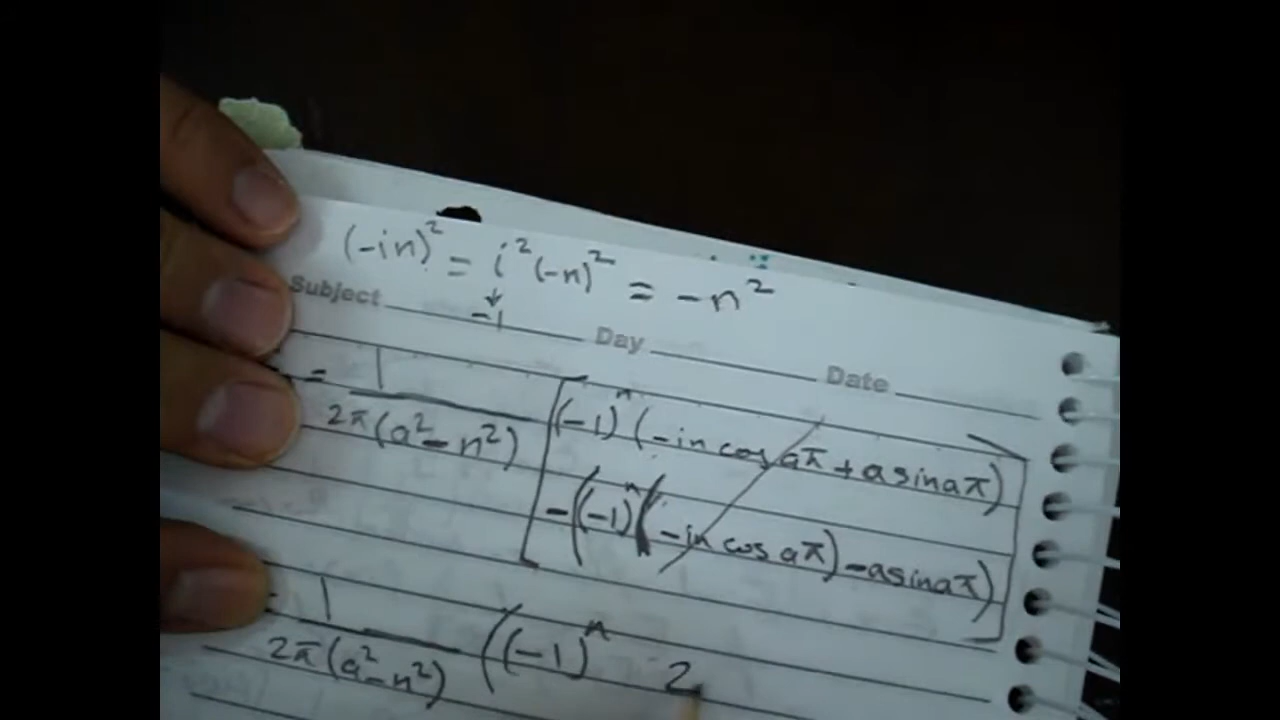 (-in)² = i²(-n)² = -n²
↓
-1
Subject Day Date
= 1/(2π(a²-n²)) [(-1)ⁿ(-in cos aπ + a sin aπ)
-((-1)ⁿ(-in cos aπ) - a sin aπ)]
= 1/(2π(a²-n²)) ((-1)ⁿ 2